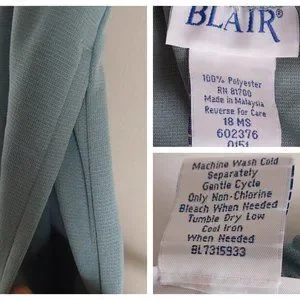 BLAIR®
100% Polyester
RN 81700
Made in Malaysia
Reverse For Care
18 MS
602376
0151
Machine Wash Cold
Separately
Gentle Cycle
Only Non-Chlorine
Bleach When Needed
Tumble Dry Low
Cool Iron
When Needed
BL7315933